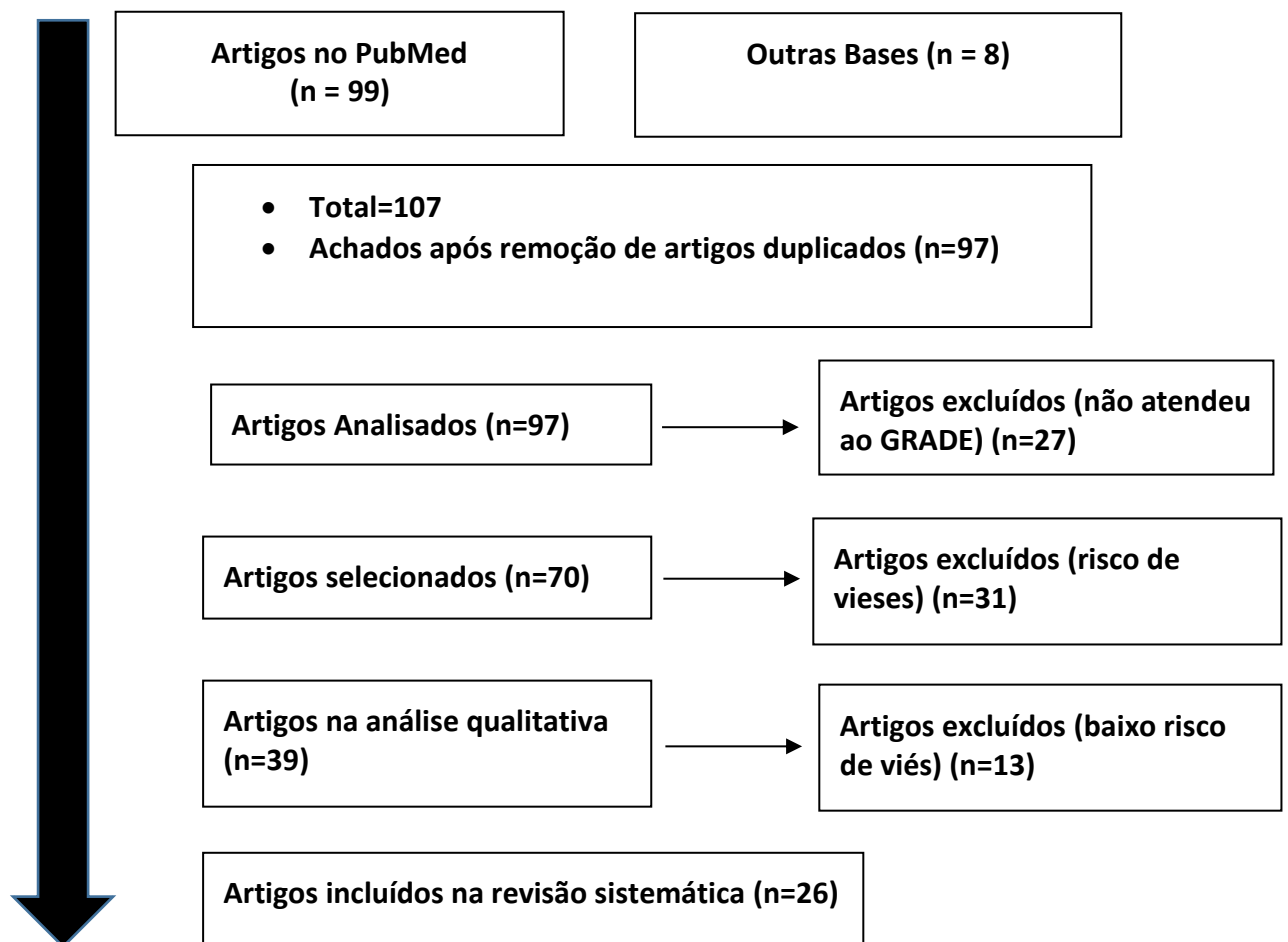 Artigos no PubMed
(n = 99)
Outras Bases (n = 8)
• Total=107
• Achados após remoção de artigos duplicados (n=97)
Artigos Analisados (n=97)
Artigos excluídos (não atendeu
ao GRADE) (n=27)
Artigos selecionados (n=70)
Artigos excluídos (risco de
vieses) (n=31)
Artigos na análise qualitativa
(n=39)
Artigos excluídos (baixo risco
de viés) (n=13)
Artigos incluídos na revisão sistemática (n=26)